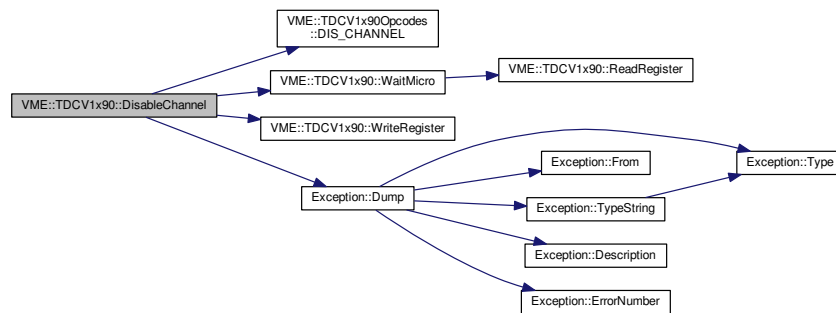 VME::TDCV1x90Opcodes
::DIS_CHANNEL
VME::TDCV1x90::WaitMicro
VME::TDCV1x90::ReadRegister
VME::TDCV1x90::DisableChannel
VME::TDCV1x90::WriteRegister
Exception::From
Exception::Type
Exception::Dump
Exception::TypeString
Exception::Description
Exception::ErrorNumber